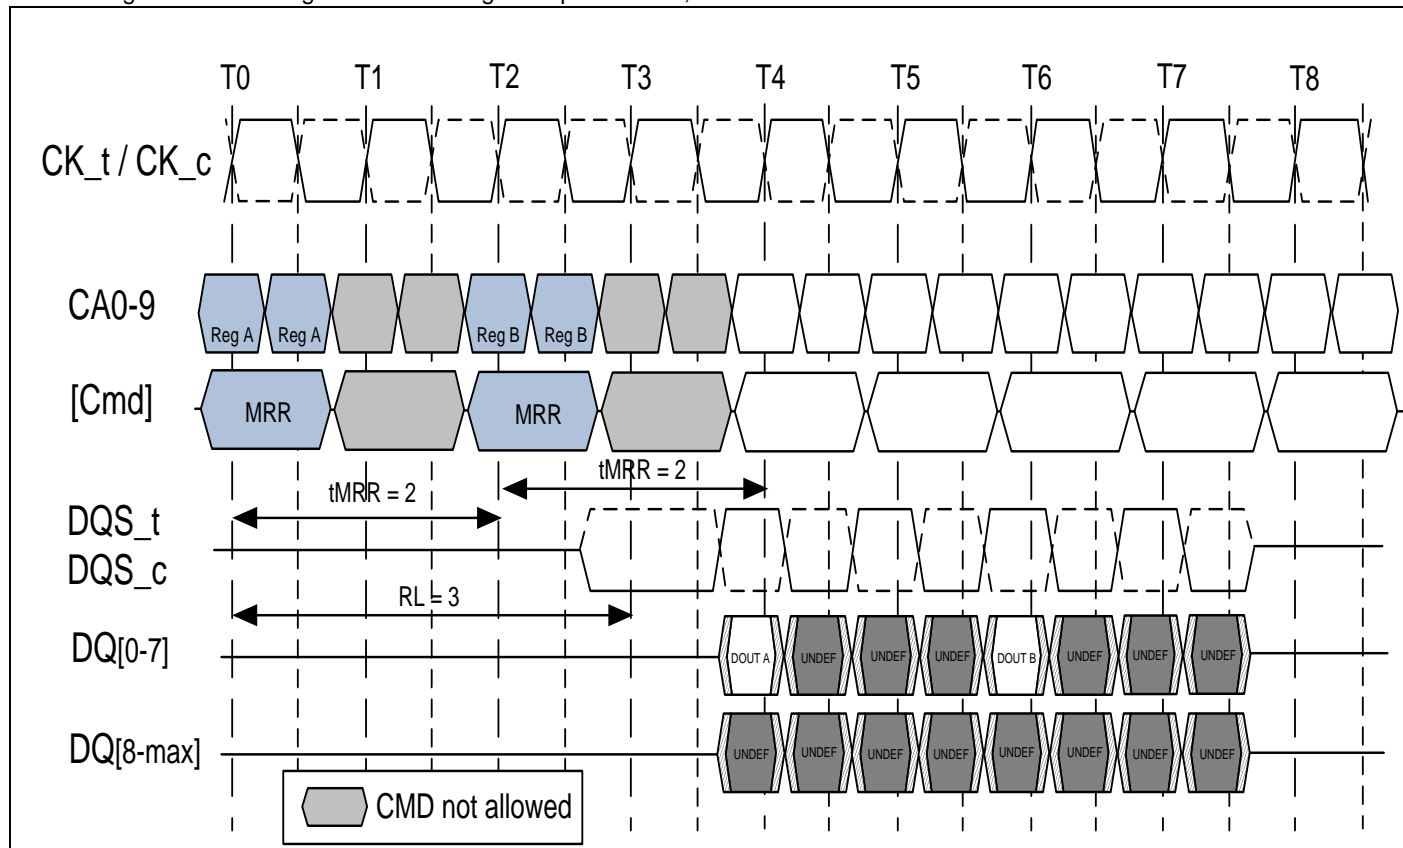 T0 T1 T2 T3 T4 T5 T6 T7 T8
CK_t / CK_c
CA0-9
Reg A Reg A Reg B Reg B
[Cmd]
MRR MRR
tMRR = 2
tMRR = 2
DQS_t
DQS_c
RL = 3
DQ[0-7]
DOUT A UNDEF UNDEF UNDEF DOUT B UNDEF UNDEF UNDEF
DQ[8-max]
UNDEF UNDEF UNDEF UNDEF UNDEF UNDEF UNDEF UNDEF
CMD not allowed